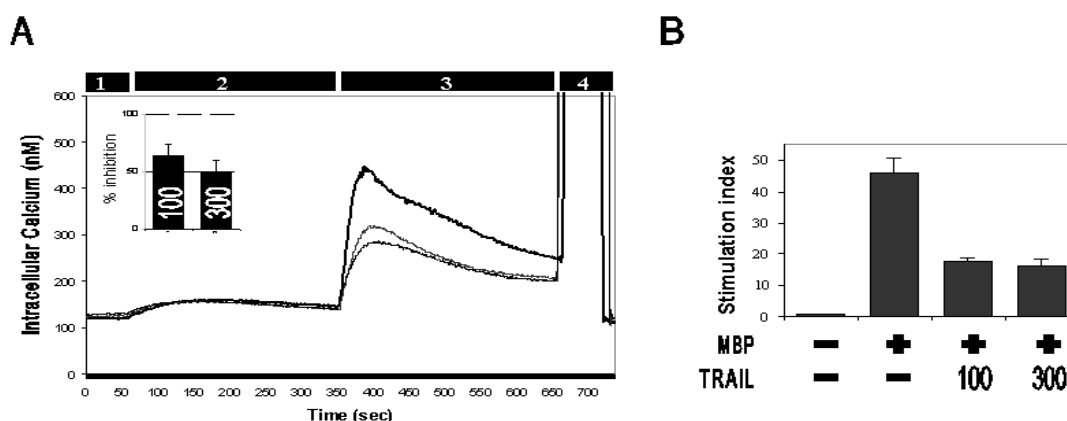 A
1 2 3 4
Intracellular Calcium (nM)
600
500
400
300
200
100
0
% inhibition
100
50
0
100 300
0 50 100 150 200 250 300 350 400 450 500 550 600 650 700
Time (sec)
B
Stimulation index
50
40
30
20
10
0
MBP − + + +
TRAIL − − 100 300